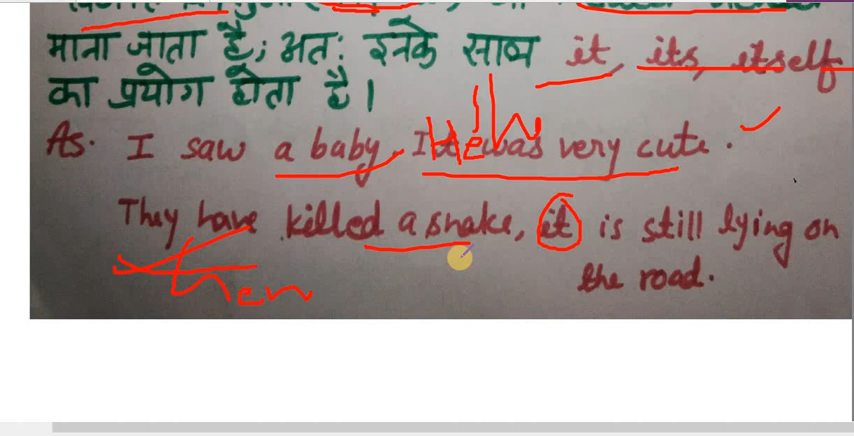 माना जाता है; अत: इनके साथ it, its, itself
का प्रयोग होता है।
As. I saw a baby. It was very cute.
They have killed a snake, it is still lying on
the road.